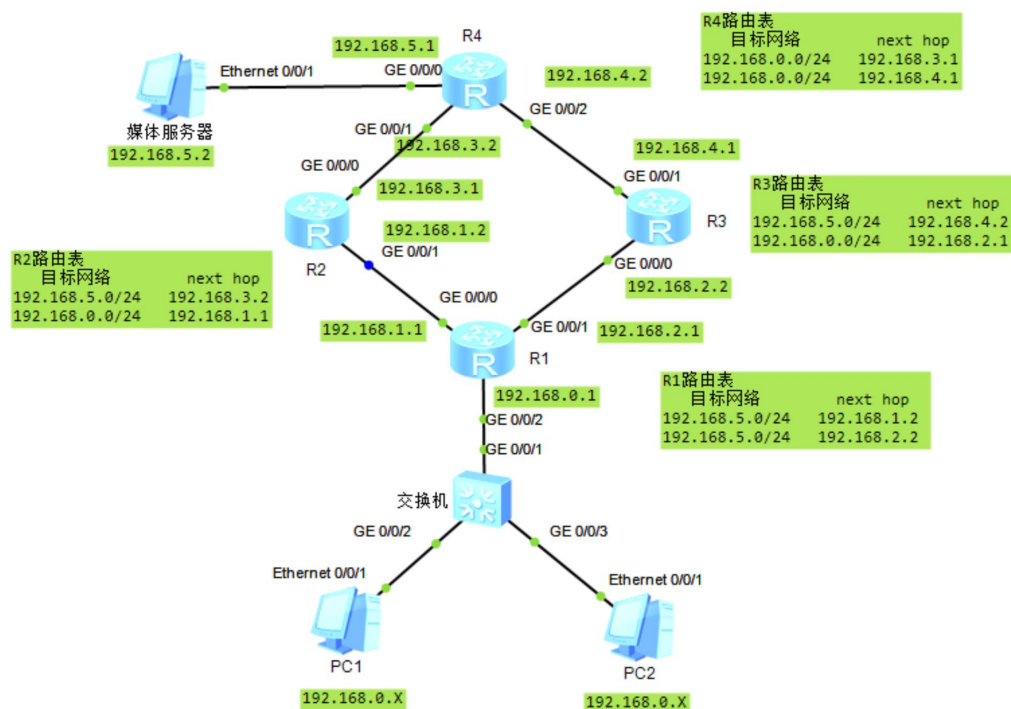 192.168.5.1
R4
Ethernet 0/0/1
GE 0/0/0
192.168.4.2
R4路由表
目标网络 next hop
192.168.0.0/24 192.168.3.1
192.168.0.0/24 192.168.4.1
R
GE 0/0/2
媒体服务器
192.168.5.2
GE 0/0/1
192.168.3.2
GE 0/0/0
192.168.4.1
GE 0/0/1
192.168.3.1
R
R3
R3路由表
目标网络 next hop
192.168.5.0/24 192.168.4.2
192.168.0.0/24 192.168.2.1
192.168.1.2
R
GE 0/0/1
R2
R2路由表
目标网络 next hop
192.168.5.0/24 192.168.3.2
192.168.0.0/24 192.168.1.1
GE 0/0/0
192.168.2.2
GE 0/0/0
192.168.1.1
GE 0/0/1
192.168.2.1
R
R1
R1路由表
目标网络 next hop
192.168.5.0/24 192.168.1.2
192.168.5.0/24 192.168.2.2
192.168.0.1
GE 0/0/2
GE 0/0/1
交换机
GE 0/0/2
GE 0/0/3
Ethernet 0/0/1
Ethernet 0/0/1
PC1
PC2
192.168.0.X
192.168.0.X